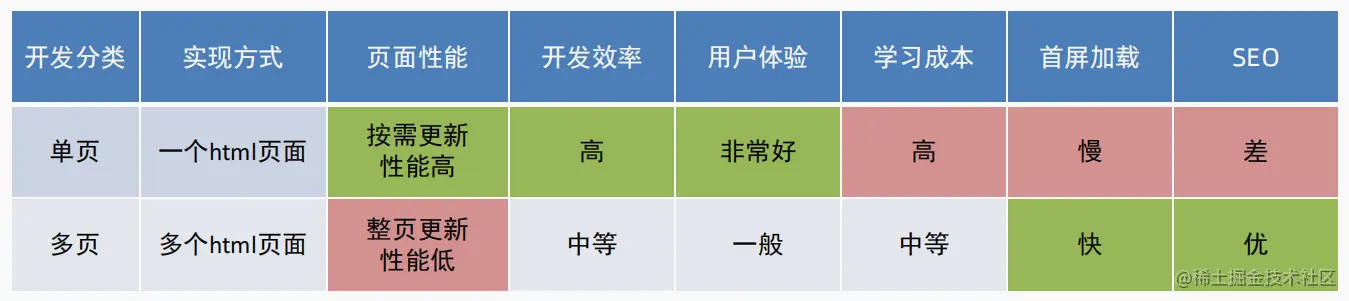 开发分类 实现方式 页面性能 开发效率 用户体验 学习成本 首屏加载 SEO
单页 一个html页面 按需更新 高 非常好 高 慢 差
性能高
多页 多个html页面 整页更新 中等 一般 中等 快 优
性能低
@稀土掘金技术社区